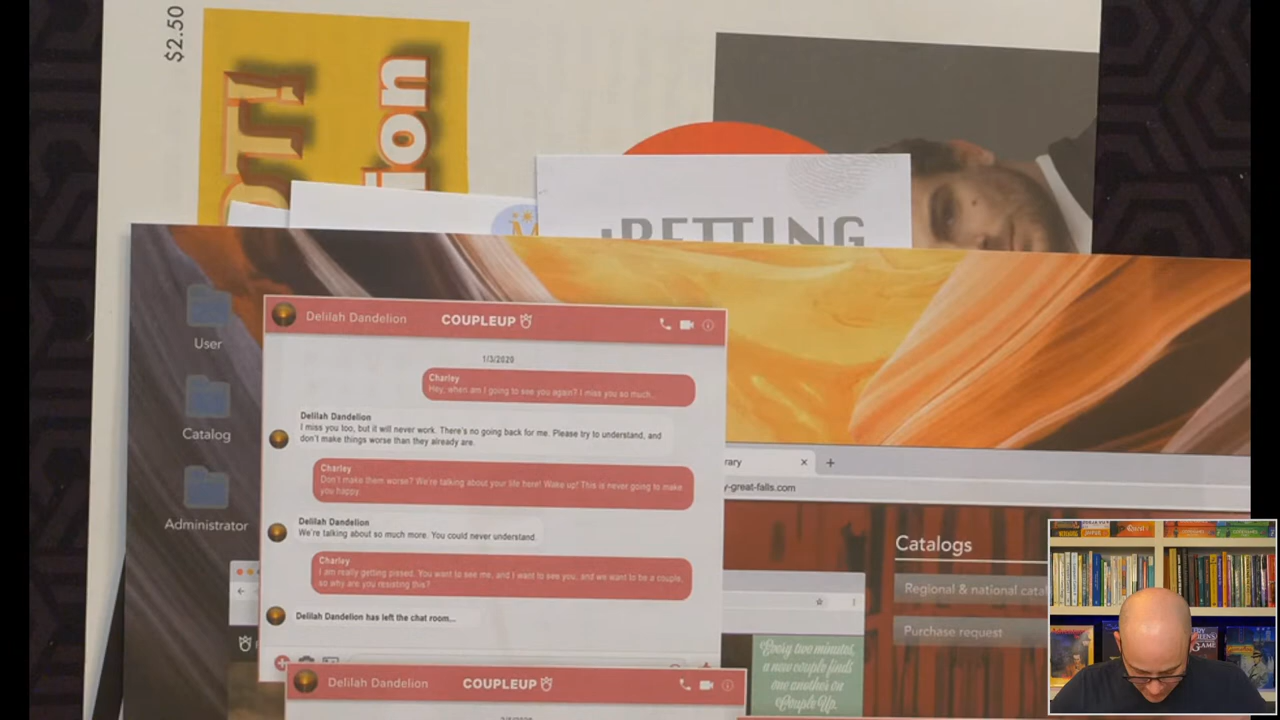 $2.50
OT!
ion
iBETTING
User
Catalog
Administrator
Delilah Dandelion
COUPLEUP
1/3/2020
Charley
Hey, when am I going to see you again? I miss you so much...
Delilah Dandelion
I miss you too, but it will never work. There's no going back for me. Please try to understand, and
don't make things worse than they already are.
Charley
Don't make them worse? We're talking about your life here! Wake up! This is never going to make
you happy.
Delilah Dandelion
We're talking about so much more. You could never understand.
Charley
I am really getting pissed. You want to see me, and I want to see you, and we want to be a couple,
so why are you resisting this?
Delilah Dandelion has left the chat room...
rary
y-great-falls.com
Catalogs
Regional & national cata
Purchase request
Every two minutes,
a new couple finds
one another on
Couple Up.
Delilah Dandelion
COUPLEUP